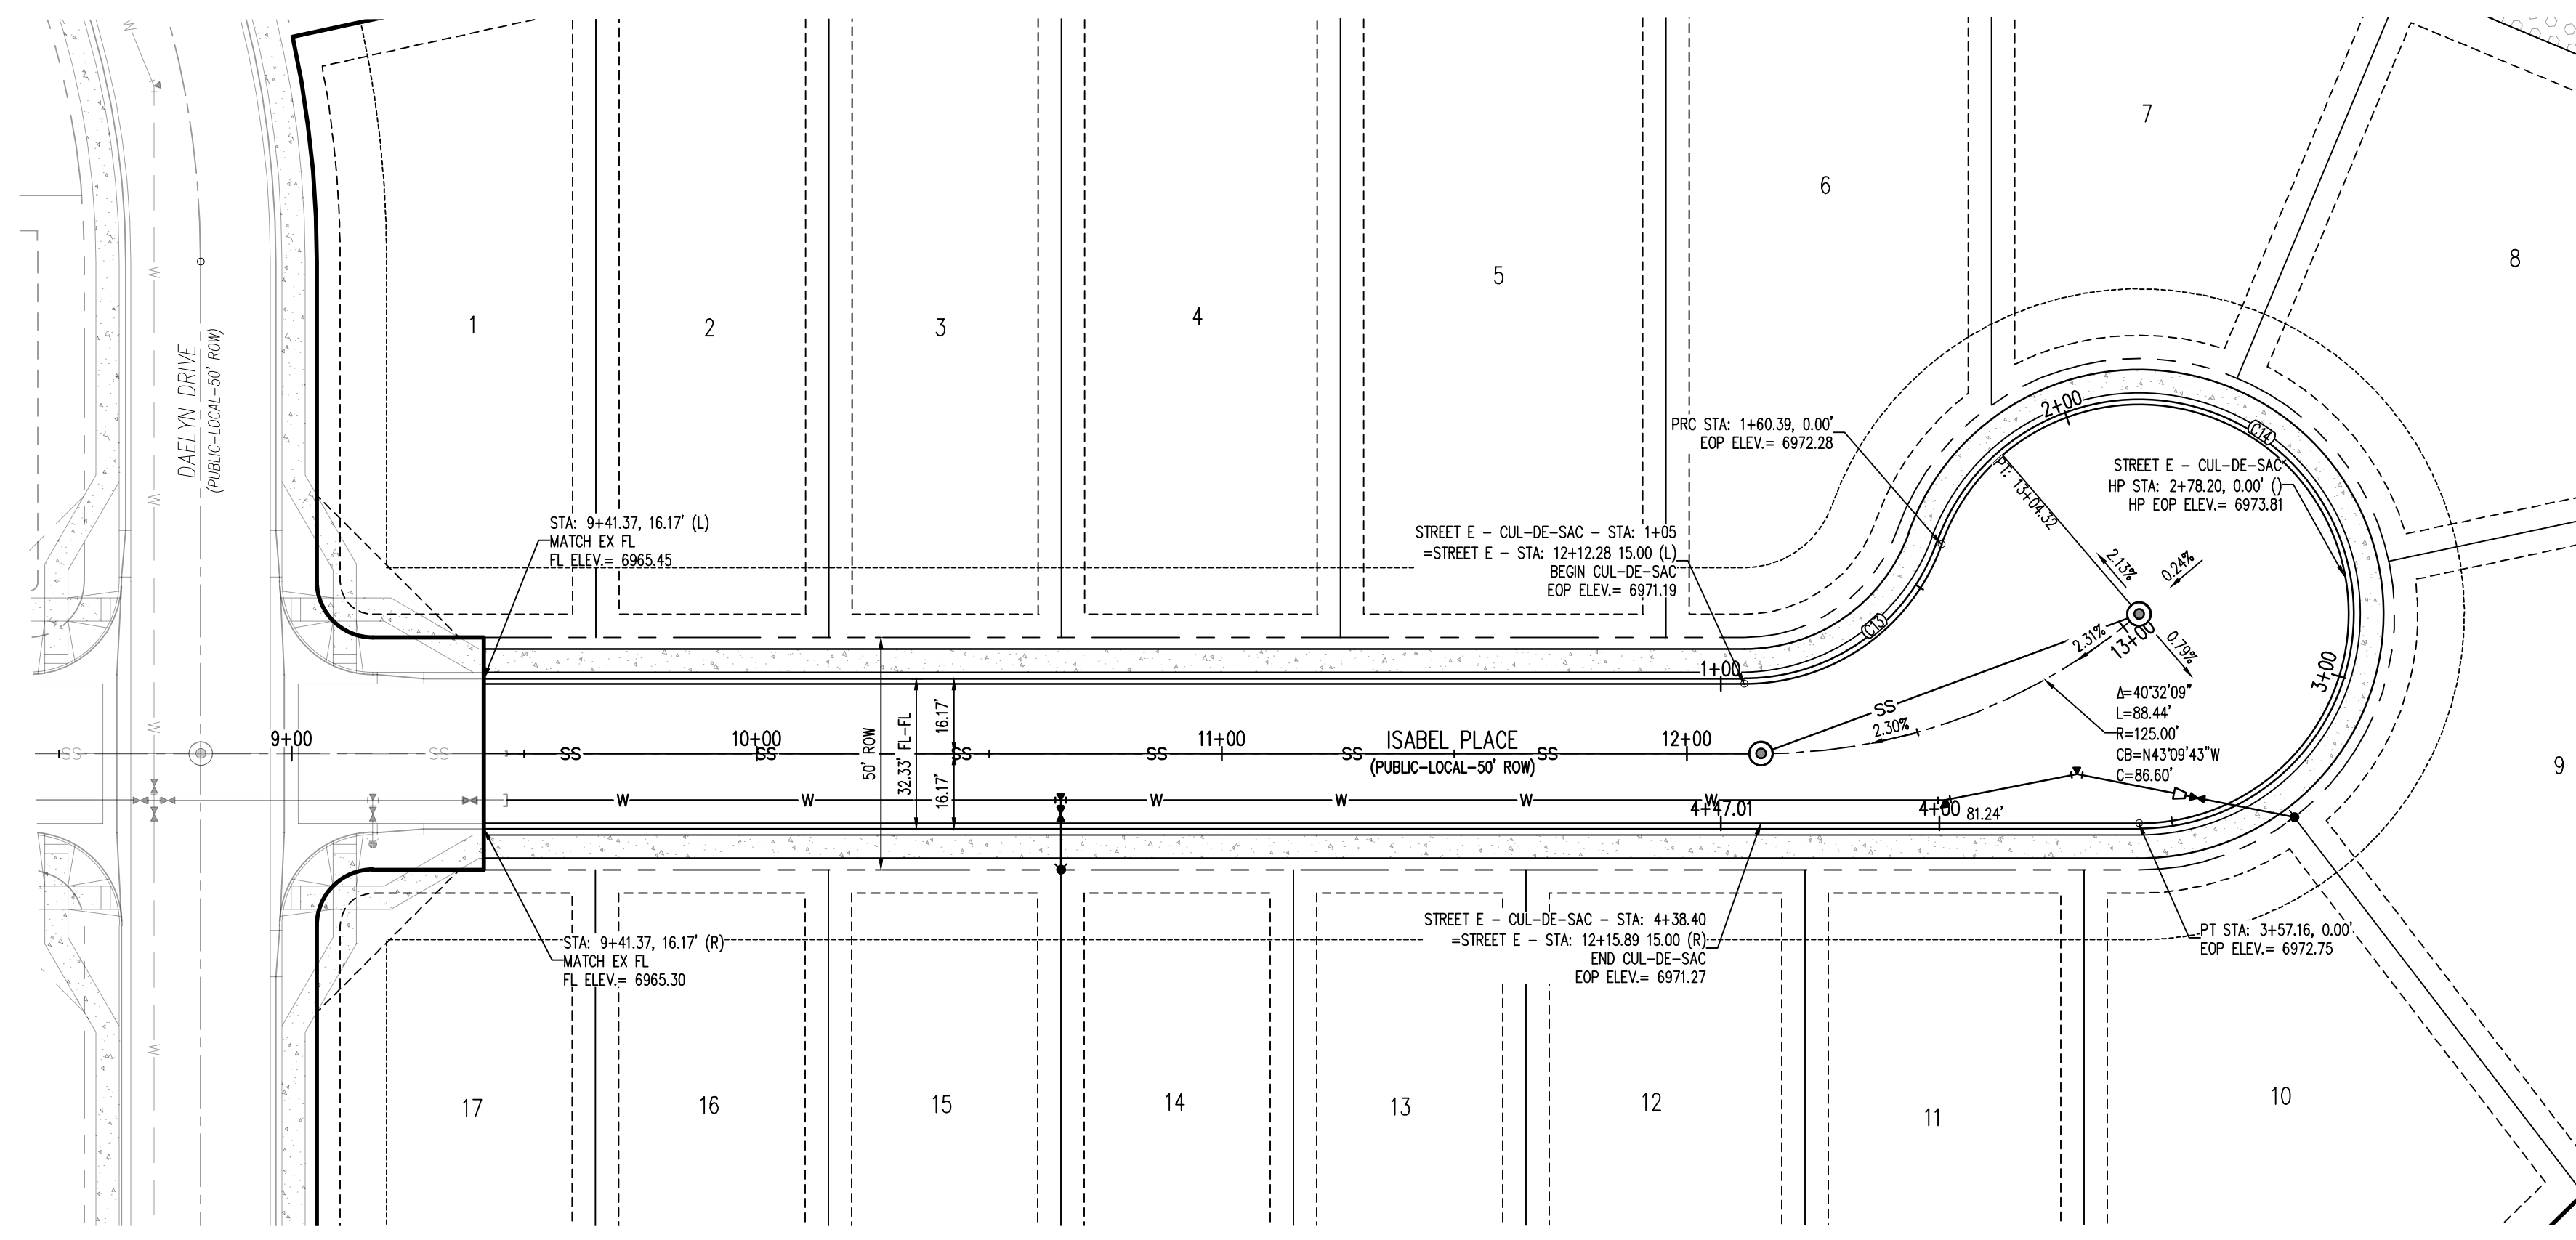 1
2
3
4
5
6
7
8
9
10
11
12
13
14
15
16
17
DAELYN DRIVE
(PUBLIC-LOCAL-50' ROW)
W
W
W
W
W
STA: 9+41.37, 16.17' (L)
MATCH EX FL
FL ELEV.= 6965.45
STA: 9+41.37, 16.17' (R)
MATCH EX FL
FL ELEV.= 6965.30
SS
SS
9+00
10+00
11+00
12+00
13+00
SS
SS
SS
SS
SS
SS
SS
50' ROW
32.33' FL-FL
16.17'
16.17'
ISABEL PLACE
(PUBLIC-LOCAL-50' ROW)
W
W
W
W
W
W
W
STREET E - CUL-DE-SAC - STA: 1+05
=STREET E - STA: 12+12.28 15.00 (L)
BEGIN CUL-DE-SAC
EOP ELEV.= 6971.19
PRC STA: 1+60.39, 0.00'
EOP ELEV.= 6972.28
1+00
2+00
3+00
4+00
4+47.01
81.24'
C13
C14
PT: 13+04.32
STREET E - CUL-DE-SAC
HP STA: 2+78.20, 0.00' ()
HP EOP ELEV.= 6973.81
2.13%
0.24%
2.31%
0.79%
2.30%
Δ=40°32'09"
L=88.44'
R=125.00'
CB=N43°09'43"W
C=86.60'
STREET E - CUL-DE-SAC - STA: 4+38.40
=STREET E - STA: 12+15.89 15.00 (R)
END CUL-DE-SAC
EOP ELEV.= 6971.27
PT STA: 3+57.16, 0.00'
EOP ELEV.= 6972.75